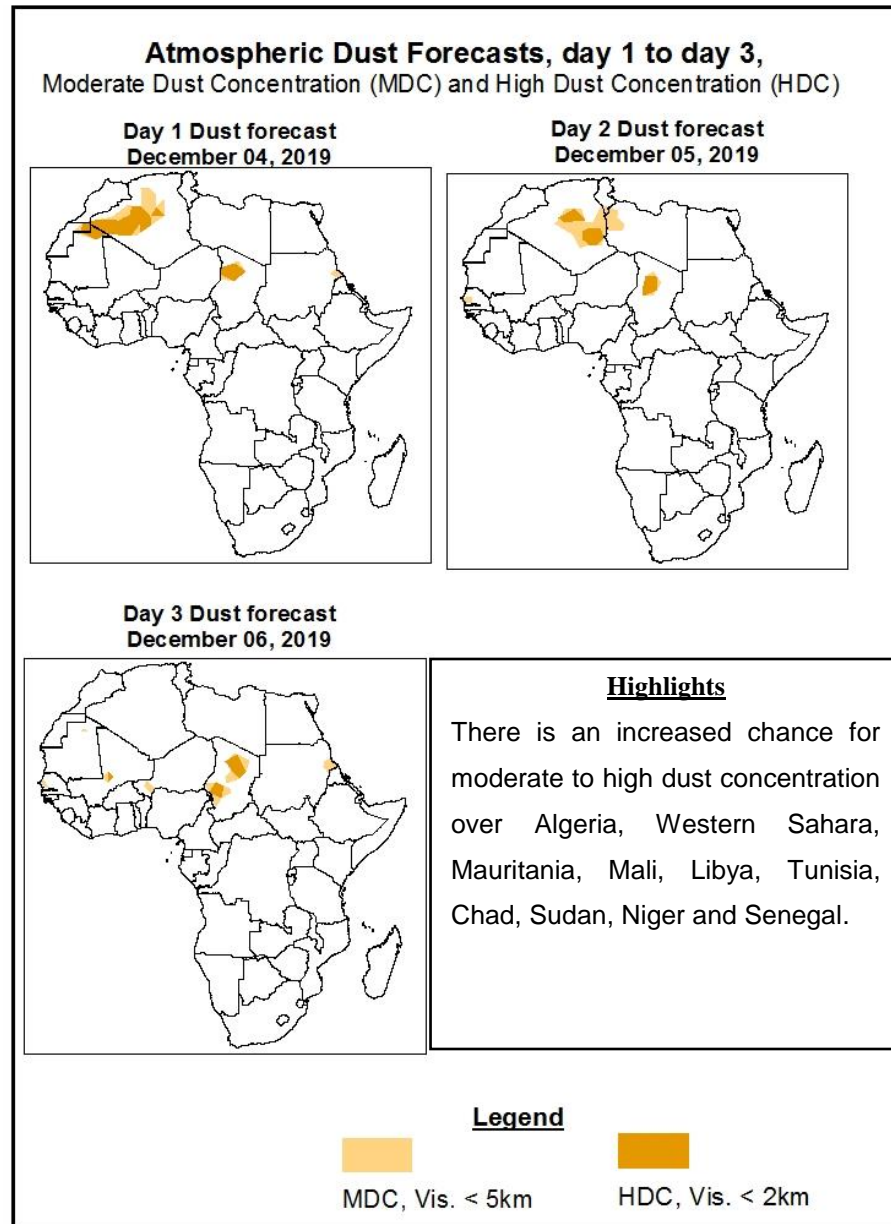 Atmospheric Dust Forecasts, day 1 to day 3,
Moderate Dust Concentration (MDC) and High Dust Concentration (HDC)
Day 1 Dust forecast
December 04, 2019
Day 2 Dust forecast
December 05, 2019
Day 3 Dust forecast
December 06, 2019
Highlights
There is an increased chance for
moderate to high dust concentration
over Algeria, Western Sahara,
Mauritania, Mali, Libya, Tunisia,
Chad, Sudan, Niger and Senegal.
Legend
MDC, Vis. < 5km
HDC, Vis. < 2km